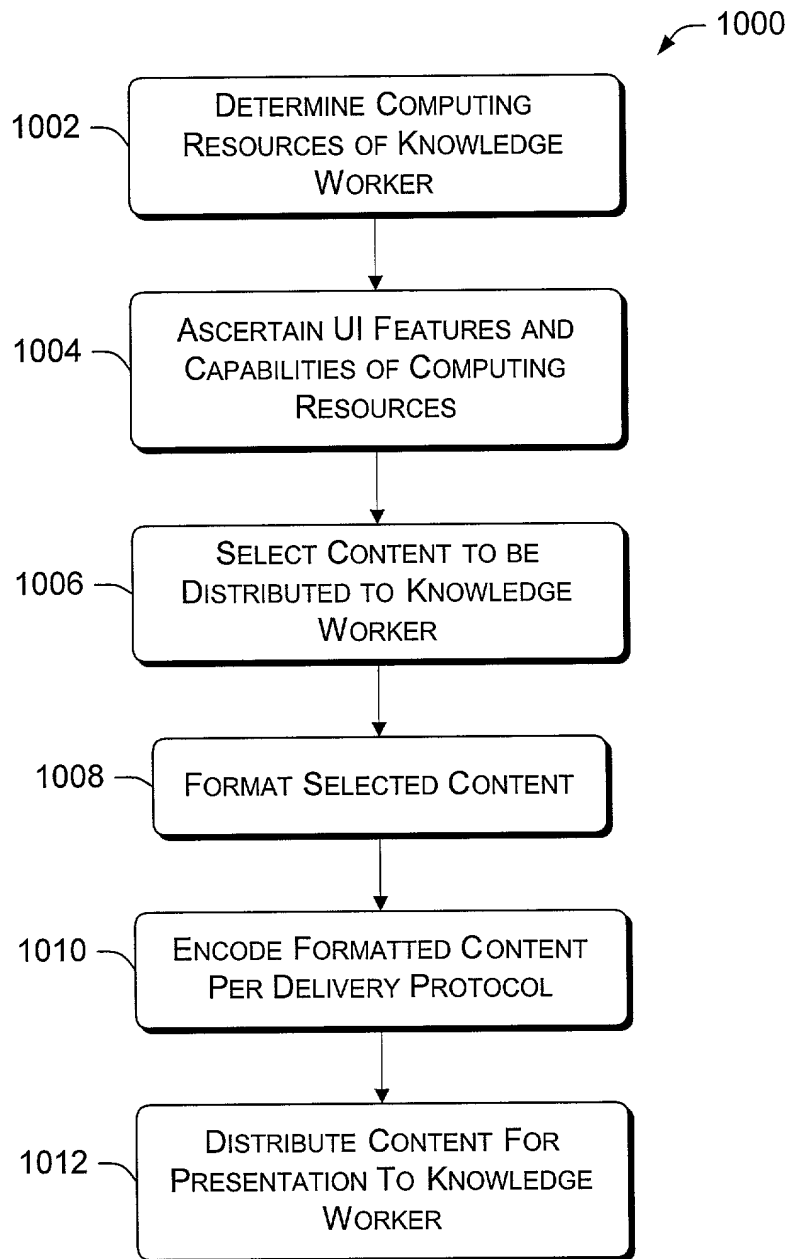 1000
1002
DETERMINE COMPUTING
RESOURCES OF KNOWLEDGE
WORKER
1004
ASCERTAIN UI FEATURES AND
CAPABILITIES OF COMPUTING
RESOURCES
1006
SELECT CONTENT TO BE
DISTRIBUTED TO KNOWLEDGE
WORKER
1008
FORMAT SELECTED CONTENT
1010
ENCODE FORMATTED CONTENT
PER DELIVERY PROTOCOL
1012
DISTRIBUTE CONTENT FOR
PRESENTATION TO KNOWLEDGE
WORKER